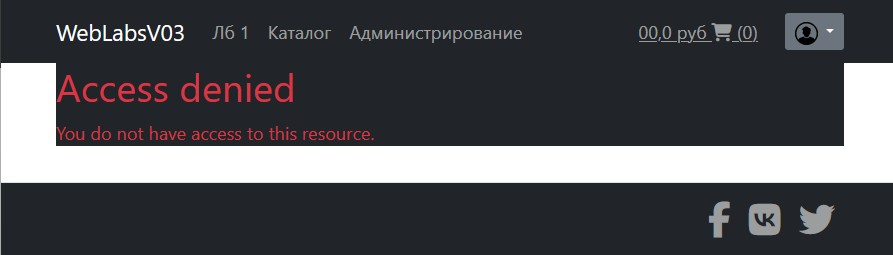 WebLabsV03 Лб 1 Каталог Администрирование 00,0 руб (0)
Access denied
You do not have access to this resource.